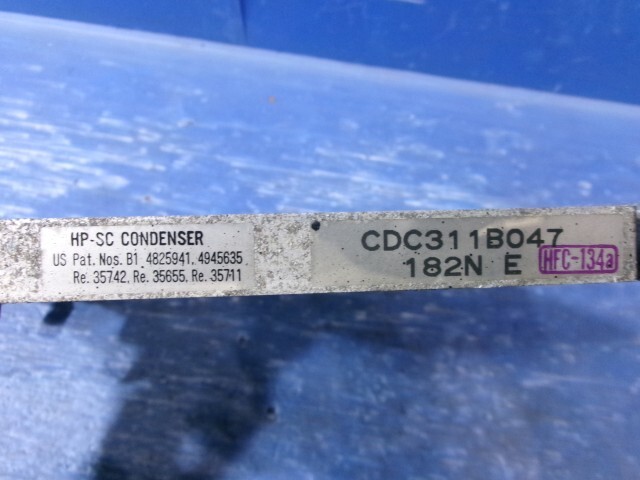 HP-SC CONDENSER
US Pat. Nos. B1 4825941. 4945635
Re. 35742. Re. 35655. Re. 35711
CDC311B047
182N E HFC-134a